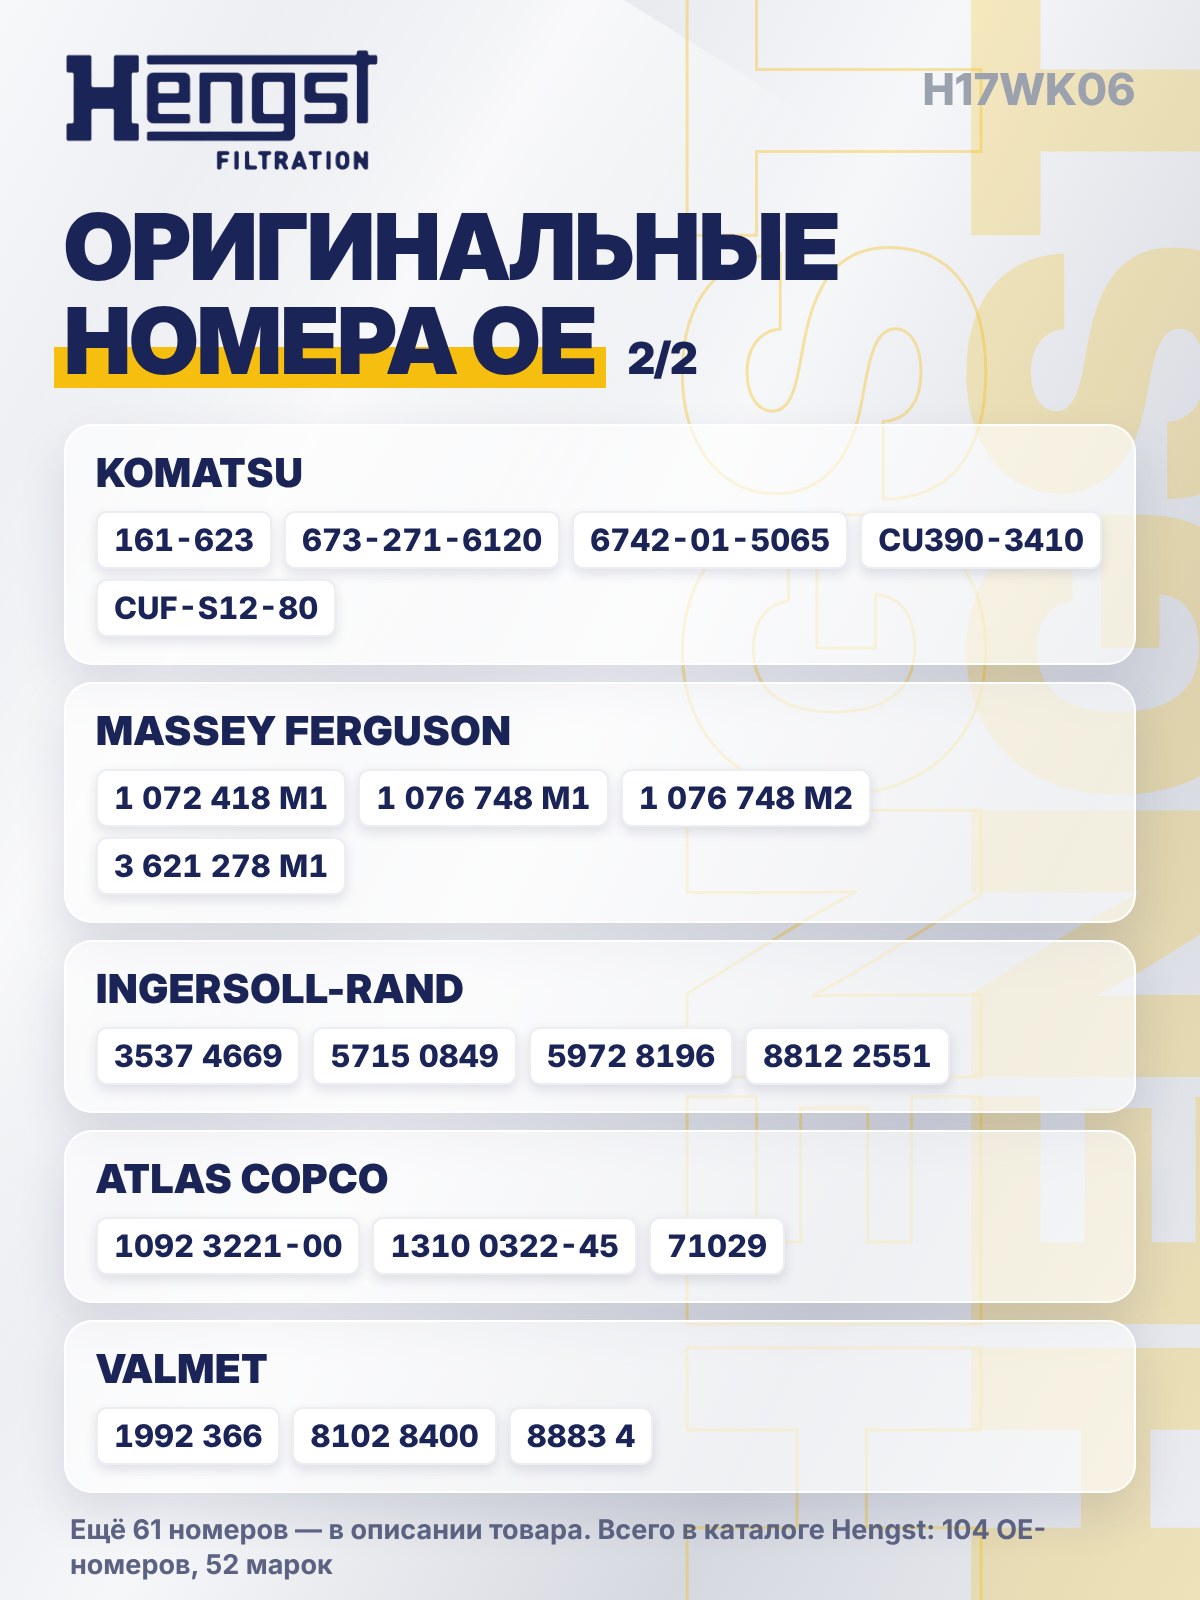 Hengst
FILTRATION
H17WK06
ОРИГИНАЛЬНЫЕ
НОМЕРА OE 2/2
KOMATSU
161-623 673-271-6120 6742-01-5065 CU390-3410
CUF-S12-80
MASSEY FERGUSON
1 072 418 M1 1 076 748 M1 1 076 748 M2
3 621 278 M1
INGERSOLL-RAND
3537 4669 5715 0849 5972 8196 8812 2551
ATLAS COPCO
1092 3221-00 1310 0322-45 71029
VALMET
1992 366 8102 8400 8883 4
Ещё 61 номеров — в описании товара. Всего в каталоге Hengst: 104 OE-
номеров, 52 марок
HENGST
HENGST